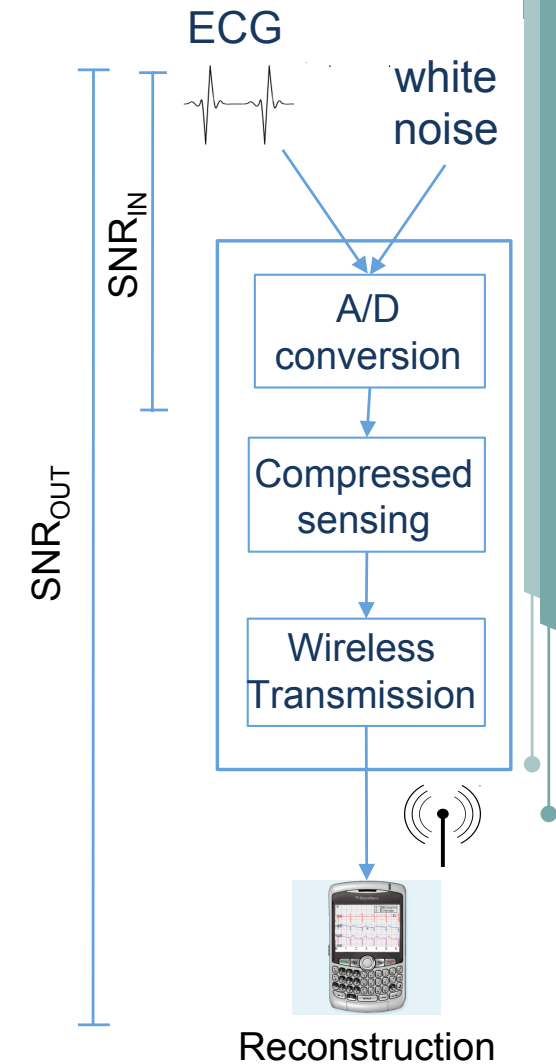 ECG
white
noise
SNR_IN
A/D
conversion
Compressed
sensing
SNR_OUT
Wireless
Transmission
Reconstruction